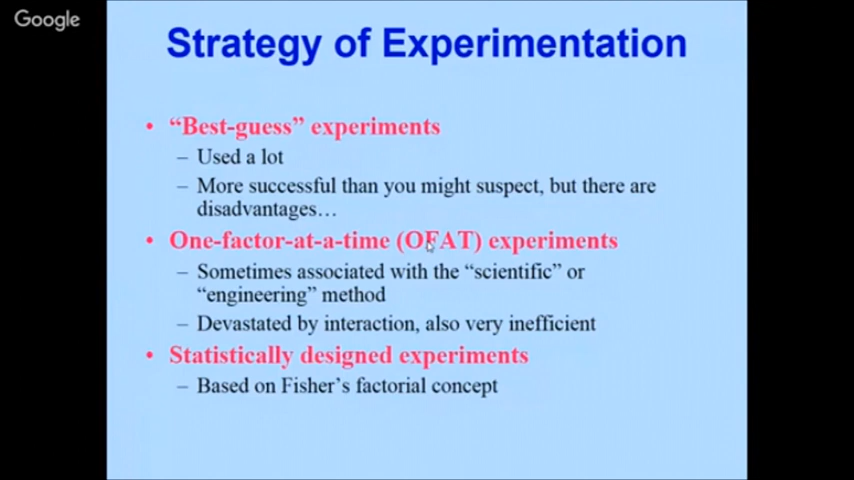 Google
Strategy of Experimentation
• “Best-guess” experiments
– Used a lot
– More successful than you might suspect, but there are
disadvantages…
• One-factor-at-a-time (OFAT) experiments
– Sometimes associated with the “scientific” or
“engineering” method
– Devastated by interaction, also very inefficient
• Statistically designed experiments
– Based on Fisher’s factorial concept